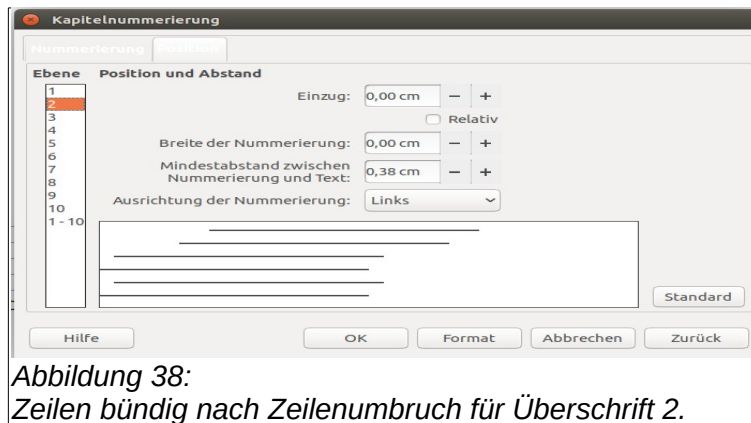 Kapitelnummerierung
Nummerierung Position
Ebene Position und Abstand
1
2
3
4
5
6
7
8
9
10
1 - 10
Einzug: 0,00 cm − +
Relativ
Breite der Nummerierung: 0,00 cm − +
Mindestabstand zwischen
Nummerierung und Text: 0,38 cm − +
Ausrichtung der Nummerierung: Links
Standard
Hilfe OK Format Abbrechen Zurück
Abbildung 38:
Zeilen bündig nach Zeilenumbruch für Überschrift 2.